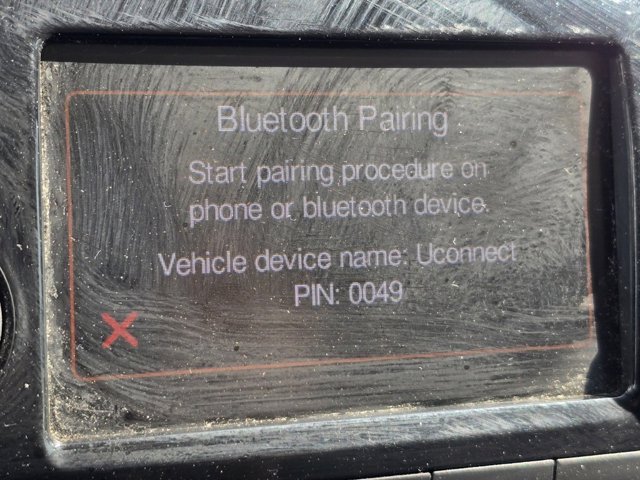 Bluetooth Pairing
Start pairing procedure on
phone or bluetooth device.
Vehicle device name: Uconnect
PIN: 0049